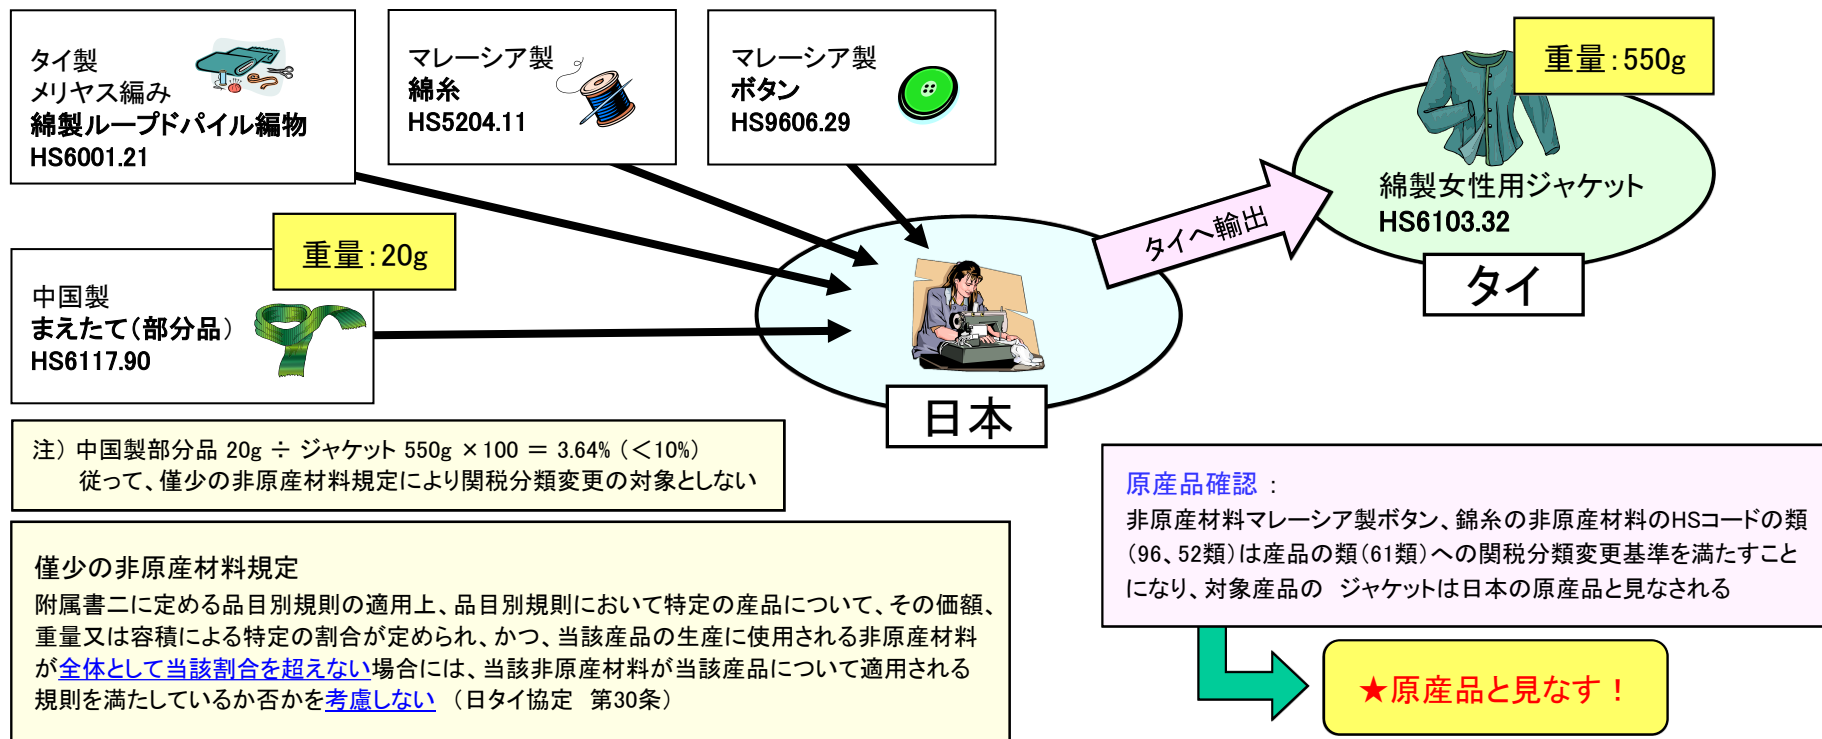 タイ製
メリヤス編み
綿製ループドパイル編物
HS6001.21
マレーシア製
綿糸
HS5204.11
マレーシア製
ボタン
HS9606.29
重量:550g
綿製女性用ジャケット
HS6103.32
タイへ輸出
タイ
重量:20g
中国製
まえたて(部分品)
HS6117.90
日本
注) 中国製部分品 20g ÷ ジャケット 550g ×100 = 3.64% (<10%)
従って、僅少の非原産材料規定により関税分類変更の対象としない
僅少の非原産材料規定
附属書二に定める品目別規則の適用上、品目別規則において特定の産品について、その価額、
重量又は容積による特定の割合が定められ、かつ、当該産品の生産に使用される非原産材料
が全体として当該割合を超えない場合には、当該非原産材料が当該産品について適用される
規則を満たしているか否かを考慮しない (日タイ協定 第30条)
原産品確認 :
非原産材料マレーシア製ボタン、錦糸の非原産材料のHSコードの類
(96、52類)は産品の類(61類)への関税分類変更基準を満たすこと
になり、対象産品の ジャケットは日本の原産品と見なされる
★原産品と見なす!